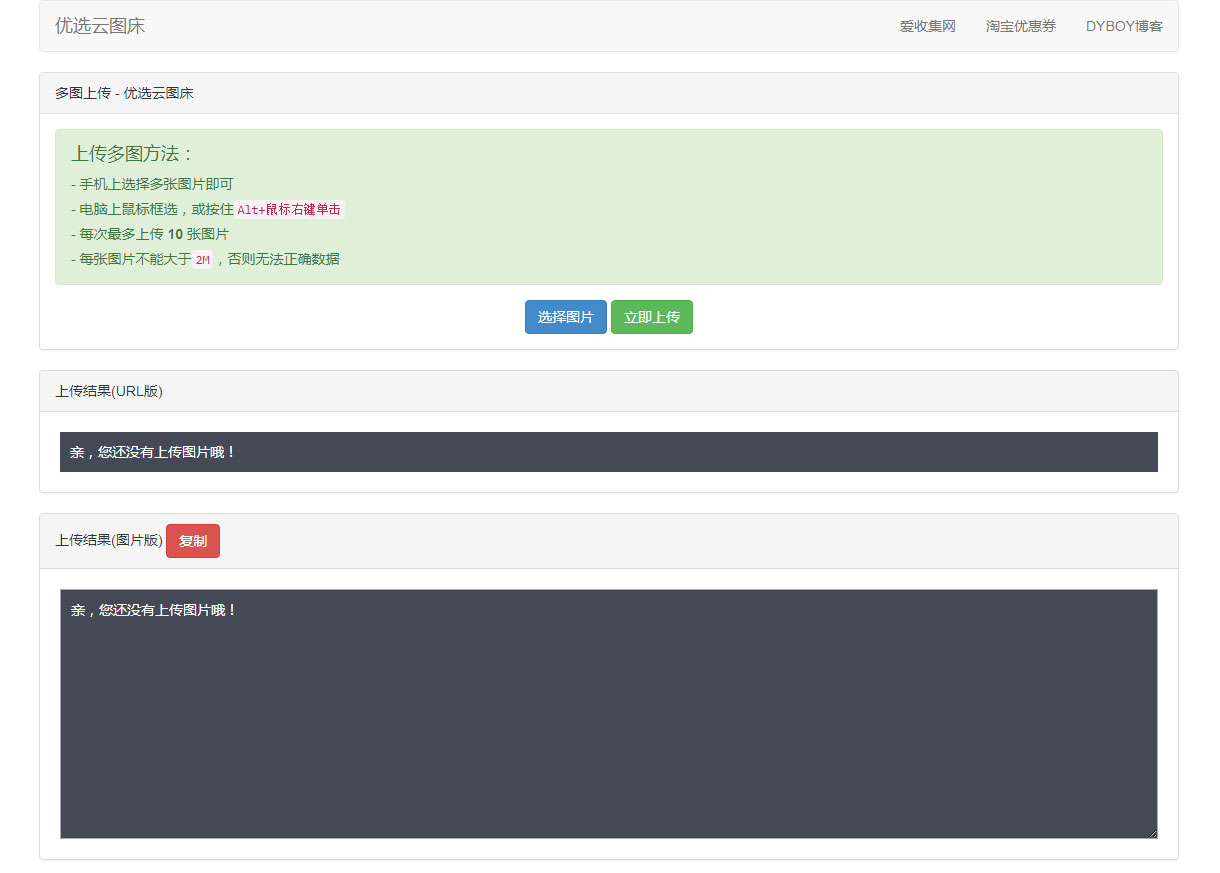 优选云图床 爱收集网 淘宝优惠券 DYBOY博客
多图上传 - 优选云图床
上传多图方法：
- 手机上选择多张图片即可
- 电脑上鼠标框选，或按住 Alt+鼠标右键单击
- 每次最多上传 10 张图片
- 每张图片不能大于 2M ，否则无法正确数据
选择图片 立即上传
上传结果(URL版)
亲，您还没有上传图片哦！
上传结果(图片版) 复制
亲，您还没有上传图片哦！